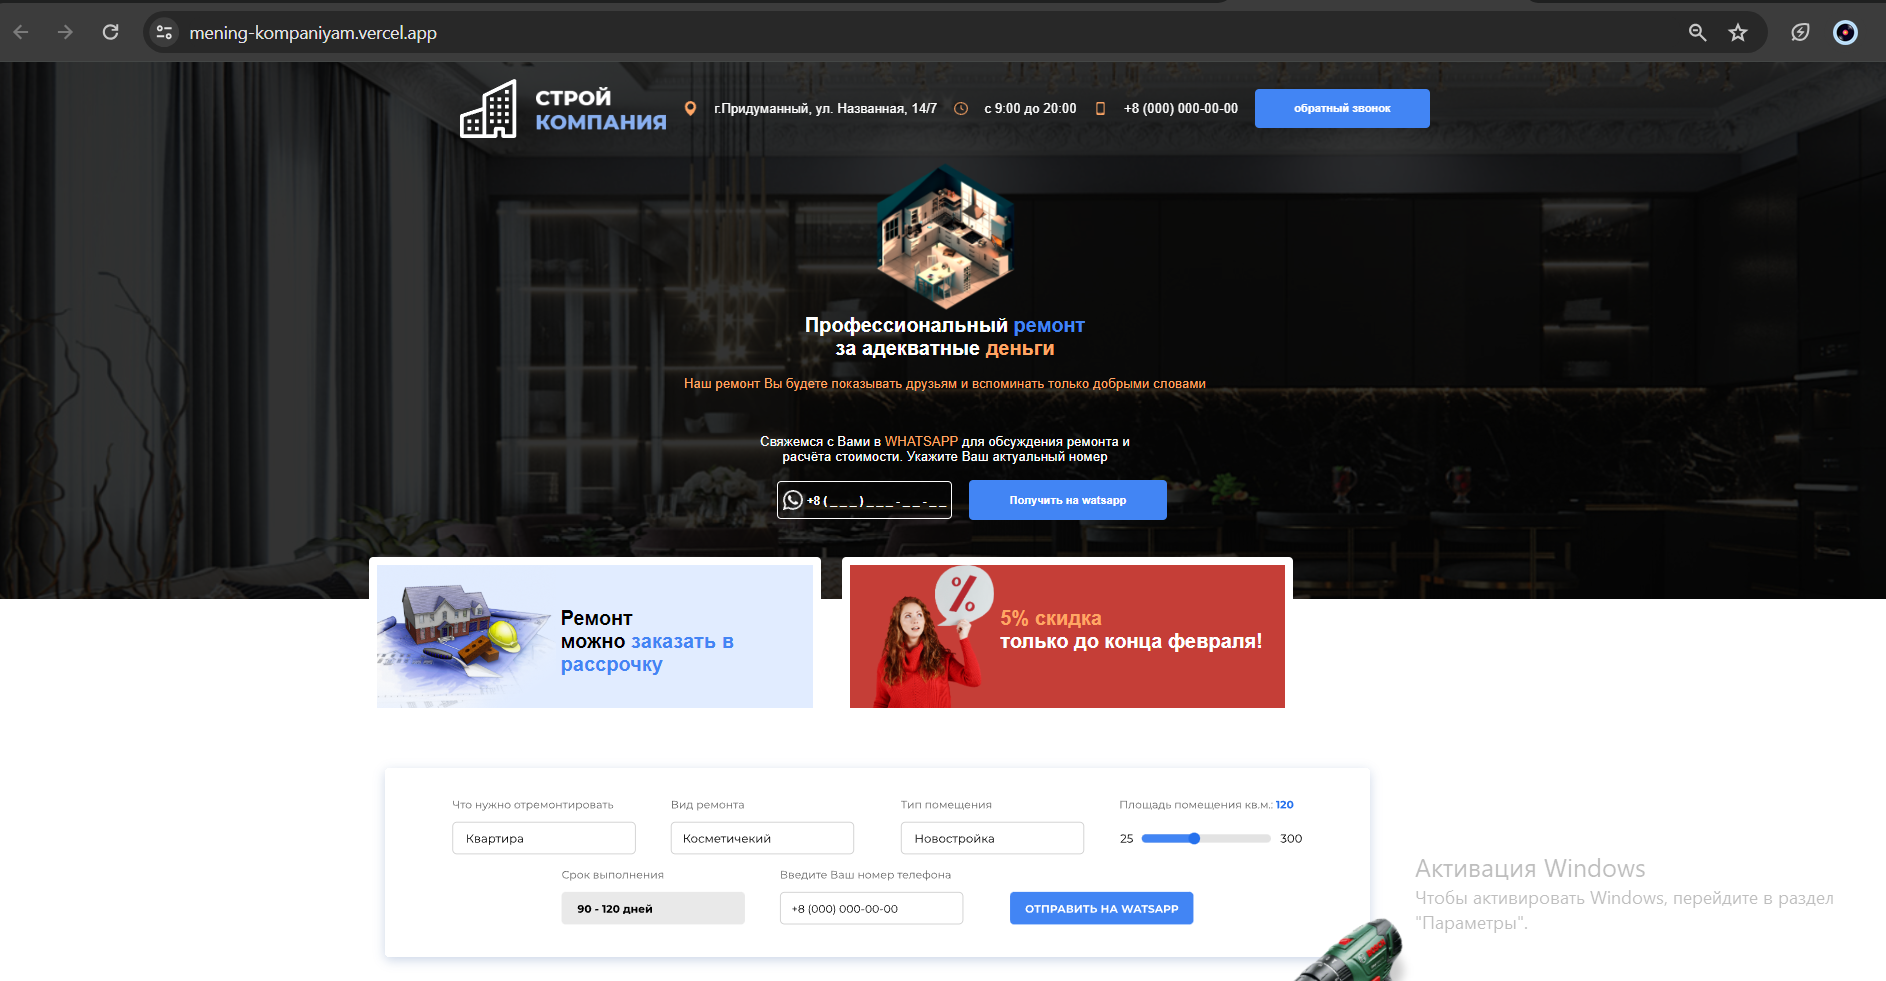 mening-kompaniyam.vercel.app
СТРОЙ
КОМПАНИЯ
г.Придуманный, ул. Названная, 14/7
с 9:00 до 20:00
+8 (000) 000-00-00
обратный звонок
Профессиональный ремонт
за адекватные деньги
Наш ремонт Вы будете показывать друзьям и вспоминать только добрыми словами
Свяжемся с Вами в WHATSAPP для обсуждения ремонта и
расчёта стоимости. Укажите Ваш актуальный номер
+8 (_ _ _ )_ _ _ - _ _ - _ _
Получить на watsapp
Ремонт
можно заказать в
рассрочку
%
5% скидка
только до конца февраля!
Что нужно отремонтировать
Вид ремонта
Тип помещения
Площадь помещения кв.м.: 120
Квартира
Косметичекий
Новостройка
25
300
Срок выполнения
Введите Ваш номер телефона
90 - 120 дней
+8 (000) 000-00-00
ОТПРАВИТЬ НА WATSAPP
Активация Windows
Чтобы активировать Windows, перейдите в раздел
"Параметры".